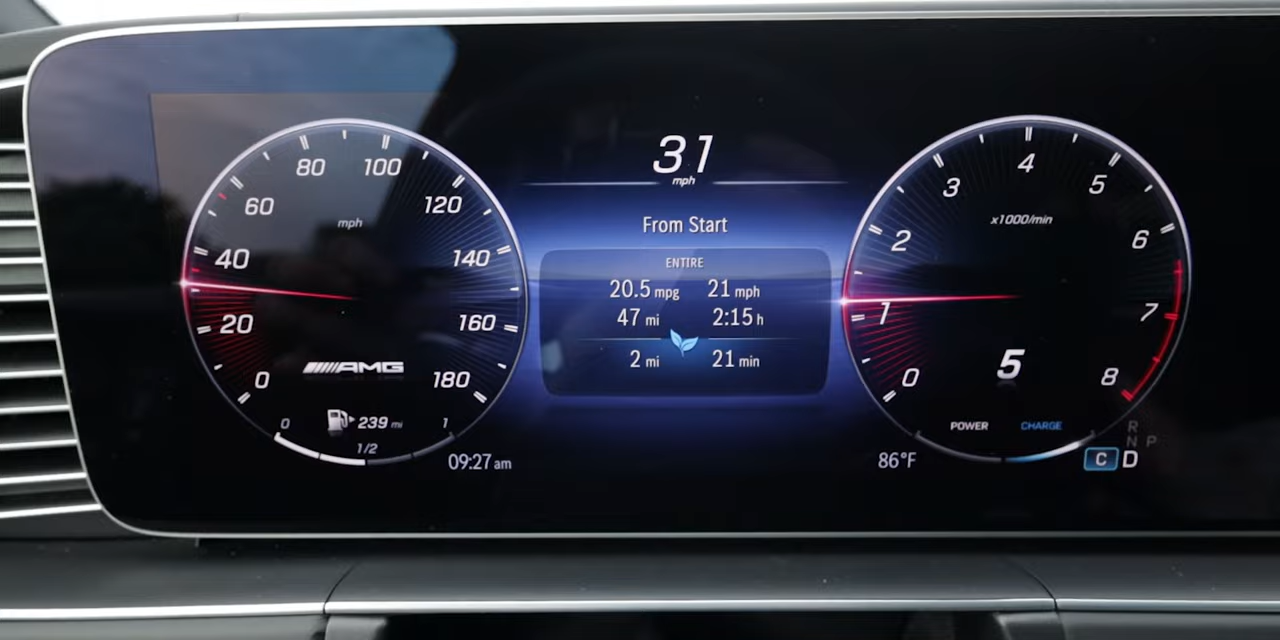 31
mph
From Start
ENTIRE
20.5 mpg 21 mph
47 mi 2:15 h
2 mi 21 min
80 100
60 120
mph
40 140
20 160
AMG
0 180
0 239 mi 1
1/2
09:27 am
4
3 5
x1000/min
2 6
1 7
5
0 8
POWER CHARGE
R
N P
86°F C D